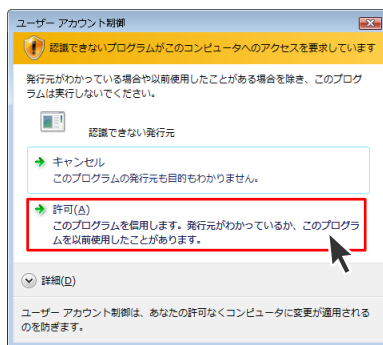 ユーザー アカウント制御
認識できないプログラムがこのコンピュータへのアクセスを要求しています
発行元がわかっている場合や以前使用したことがある場合を除き、このプログ
ラムは実行しないでください。
認識できない発行元
キャンセル
このプログラムの発行元も目的もわかりません。
許可(A)
このプログラムを信用します。発行元がわかっているか、このプログラ
ムを以前使用したことがあります。
詳細(D)
ユーザー アカウント制御は、あなたの許可なくコンピュータに変更が適用される
のを防ぎます。